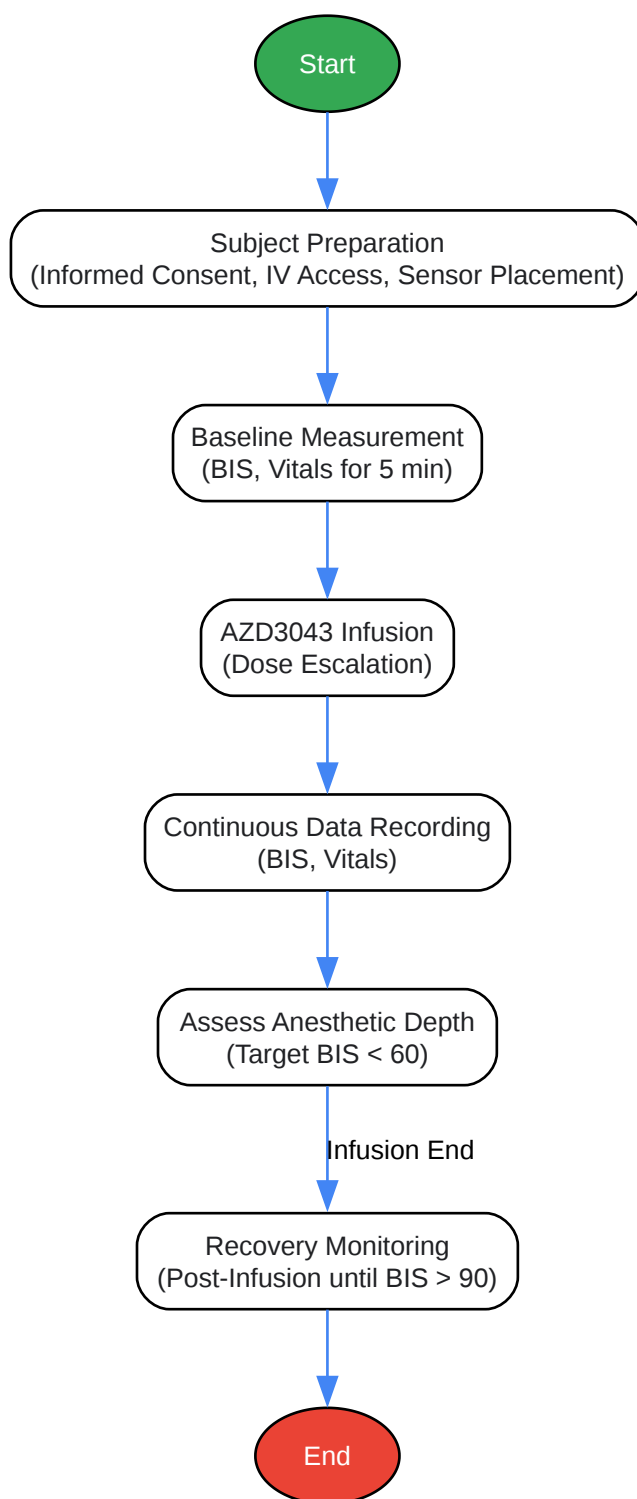 Start
Subject Preparation
(Informed Consent, IV Access, Sensor Placement)
Baseline Measurement
(BIS, Vitals for 5 min)
AZD3043 Infusion
(Dose Escalation)
Continuous Data Recording
(BIS, Vitals)
Assess Anesthetic Depth
(Target BIS < 60)
Infusion End
Recovery Monitoring
(Post-Infusion until BIS > 90)
End